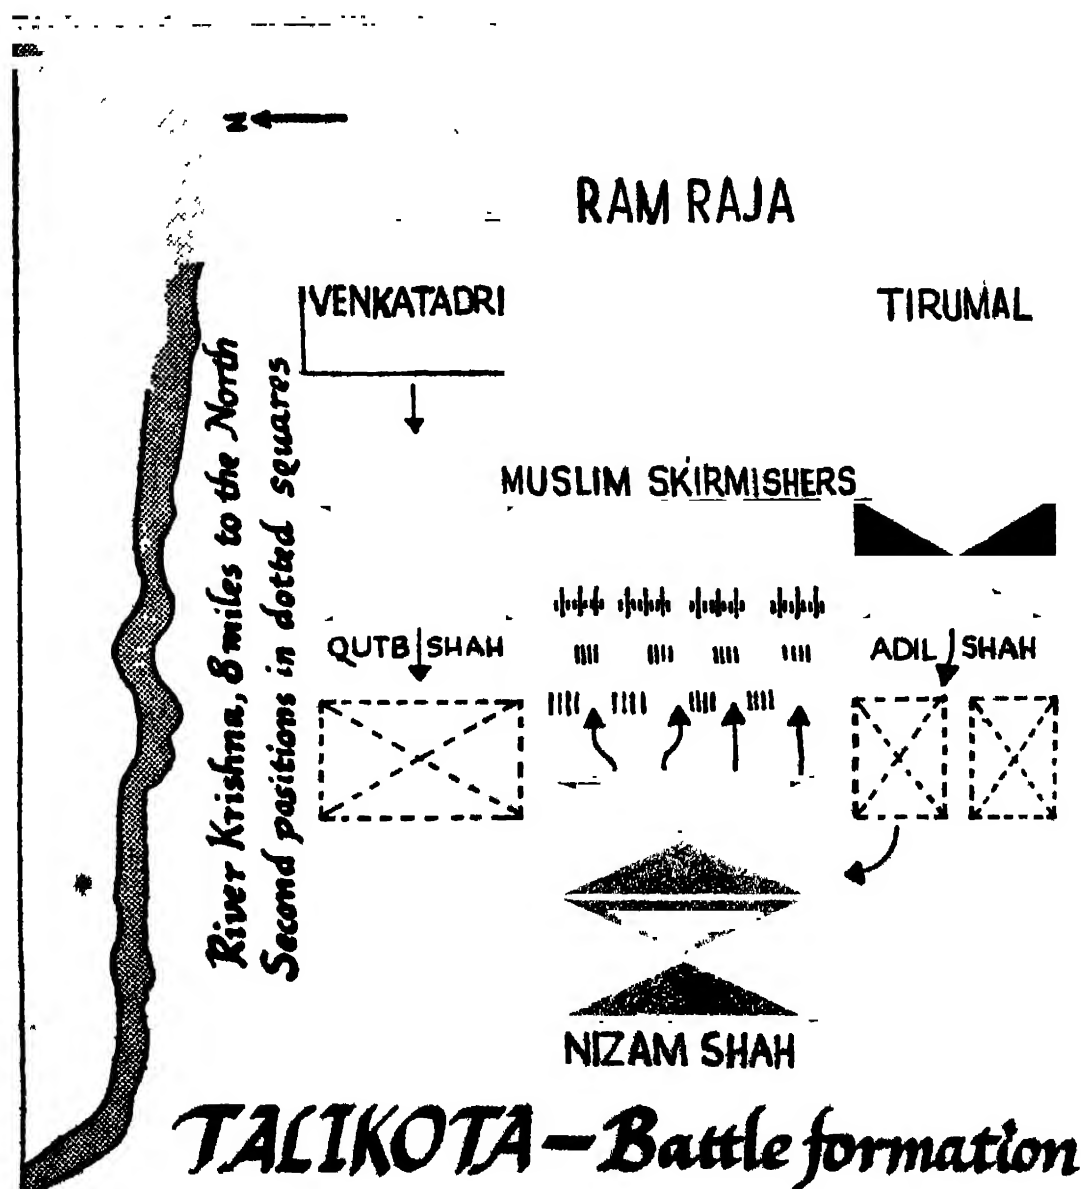 N
RAM RAJA
VENKATADRI
TIRUMAL
River Krishna, 8 miles to the North
Second positions in dotted squares
MUSLIM SKIRMISHERS
QUTB SHAH
ADIL SHAH
NIZAM SHAH
TALIKOTA - Battle formation